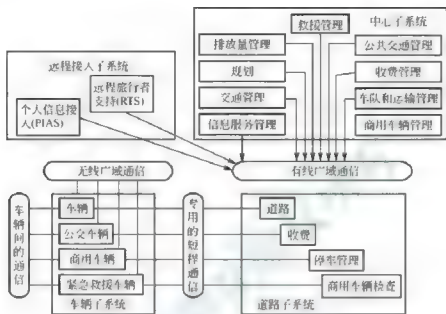 远程接入子系统
远程旅行者
支持(RTS)
个人信息接
入(PIAS)
中心子系统
救援管理
排放量管理
公共交通管理
规划
收费管理
交通管理
车队和运输管理
信息服务管理
商用车辆管理
无线广域通信
有线广域通信
车辆间的通信
车辆
公交车辆
商用车辆
紧急救援车辆
车辆子系统
专用的短程通信
道路
收费
停车管理
商用车辆检查
道路子系统